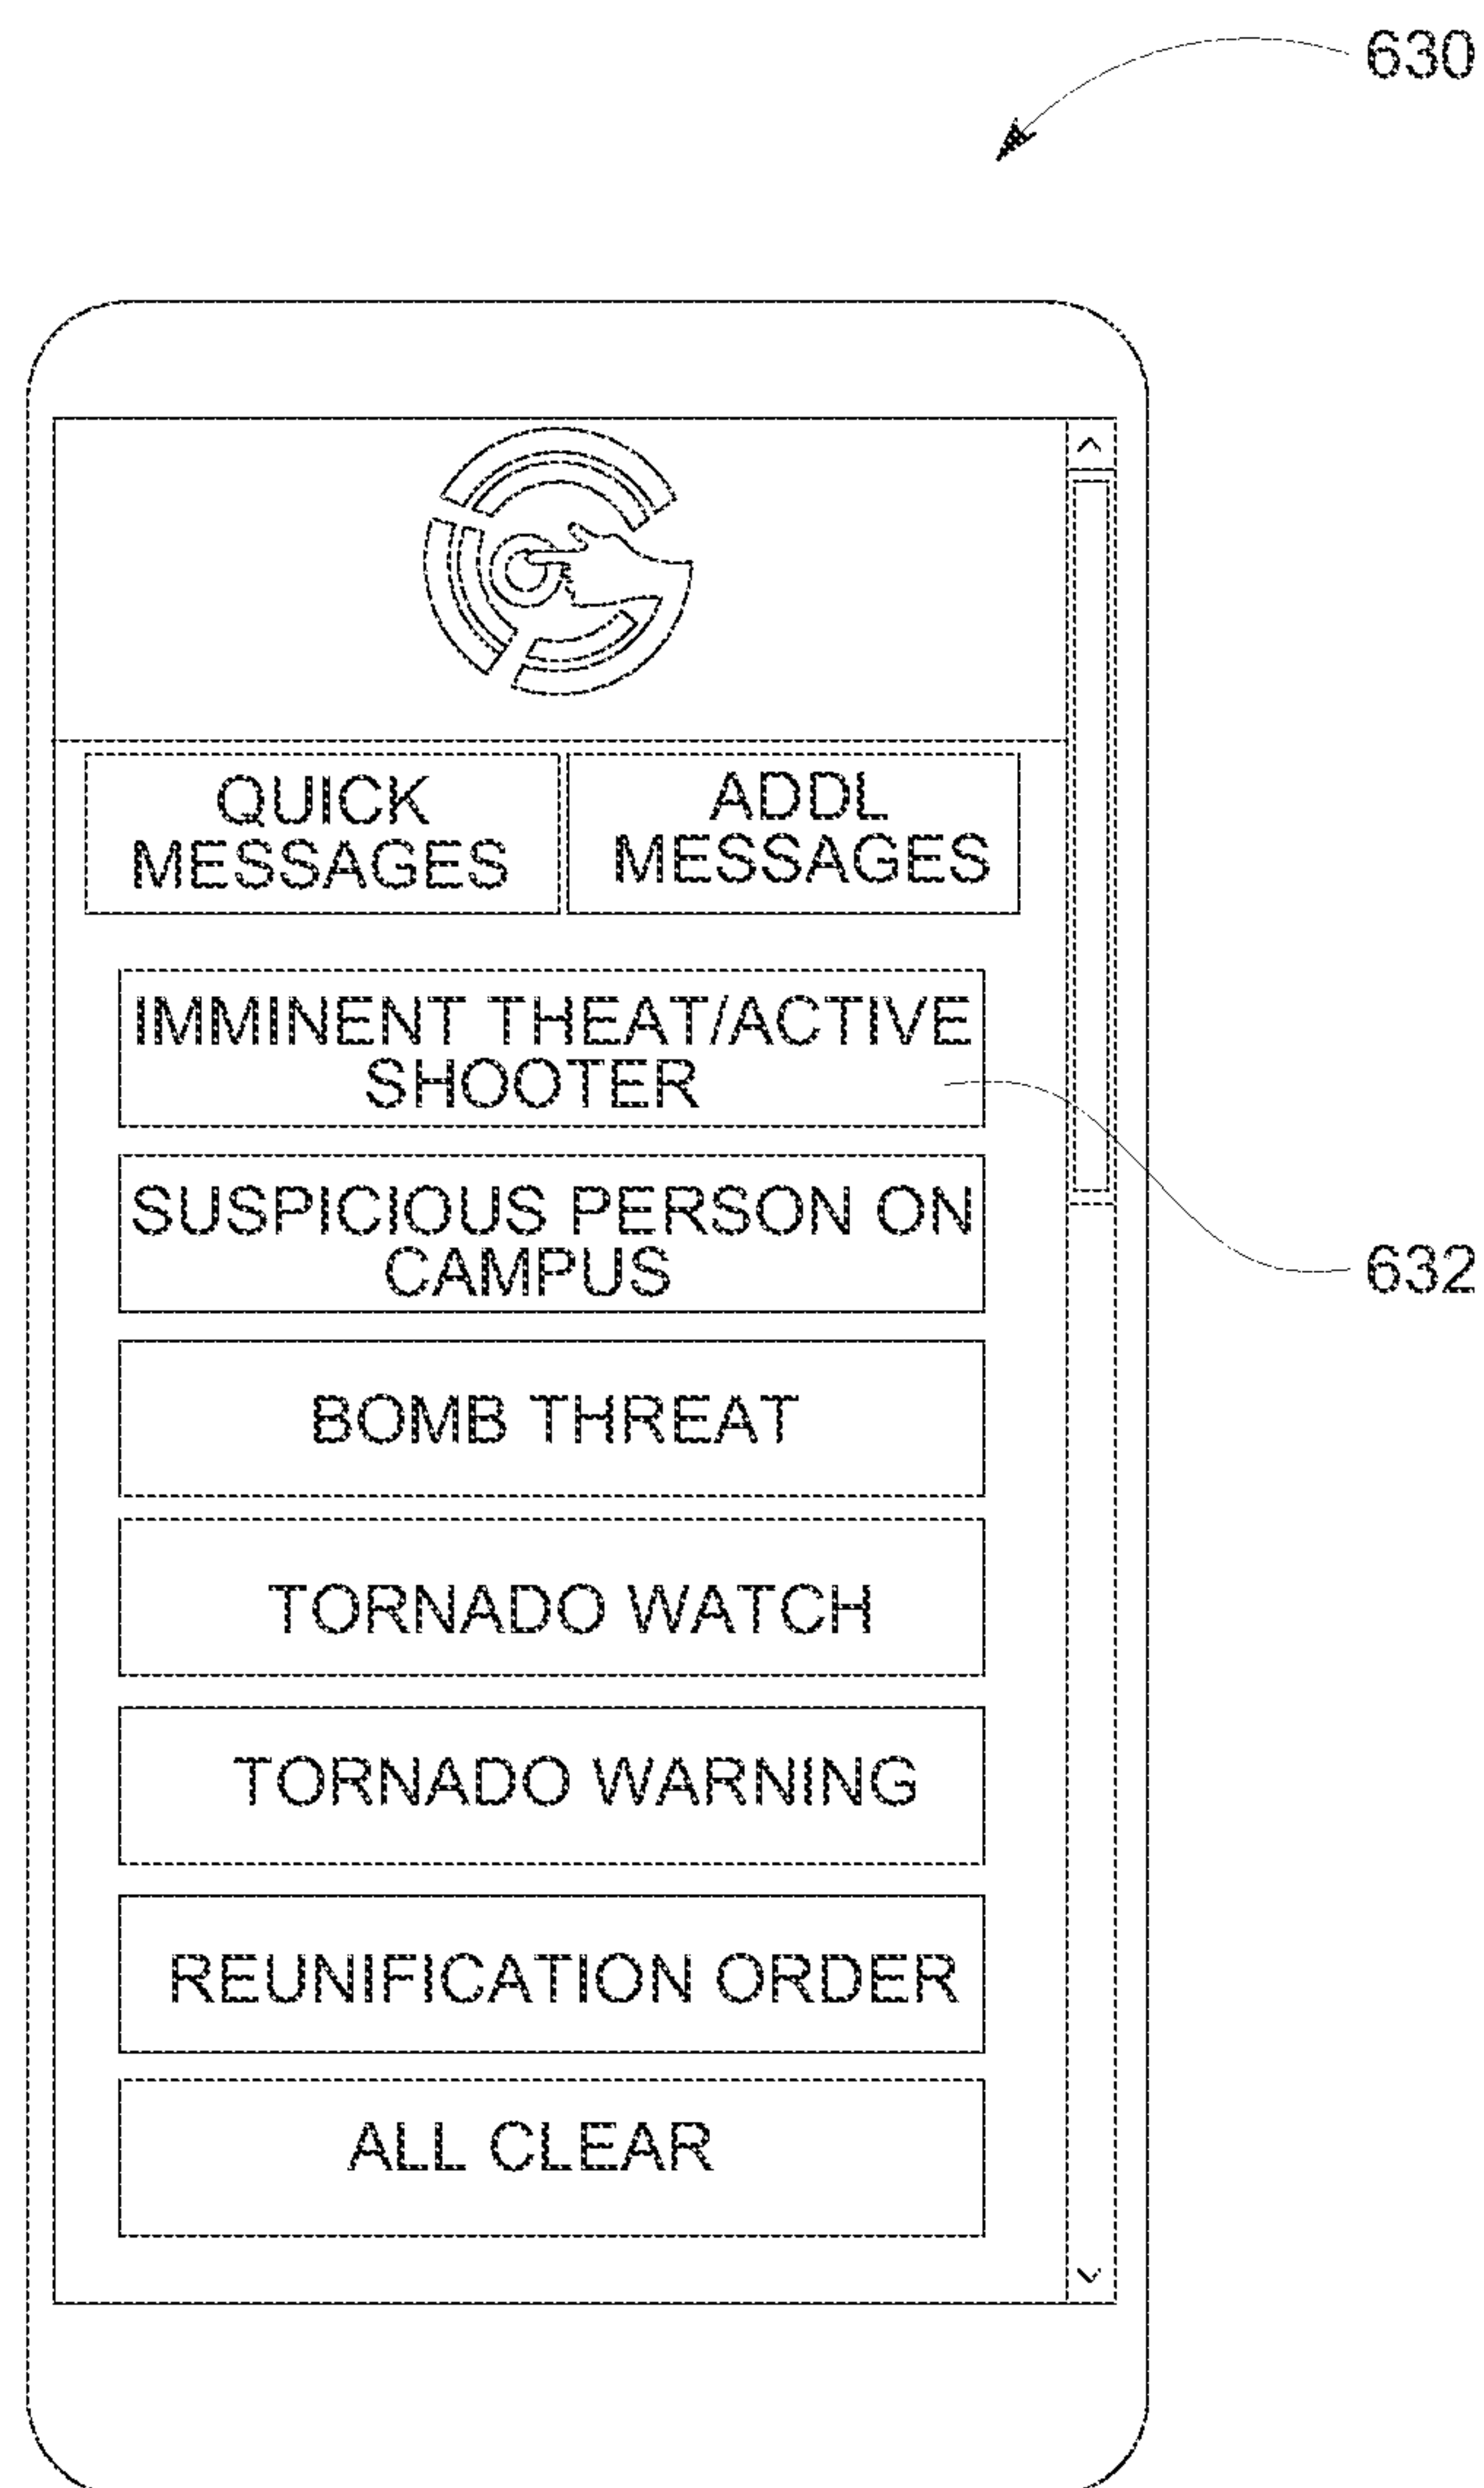 630
QUICK
MESSAGES
ADDL
MESSAGES
IMMINENT THEAT/ACTIVE
SHOOTER
SUSPICIOUS PERSON ON
CAMPUS
632
BOMB THREAT
TORNADO WATCH
TORNADO WARNING
REUNIFICATION ORDER
ALL CLEAR